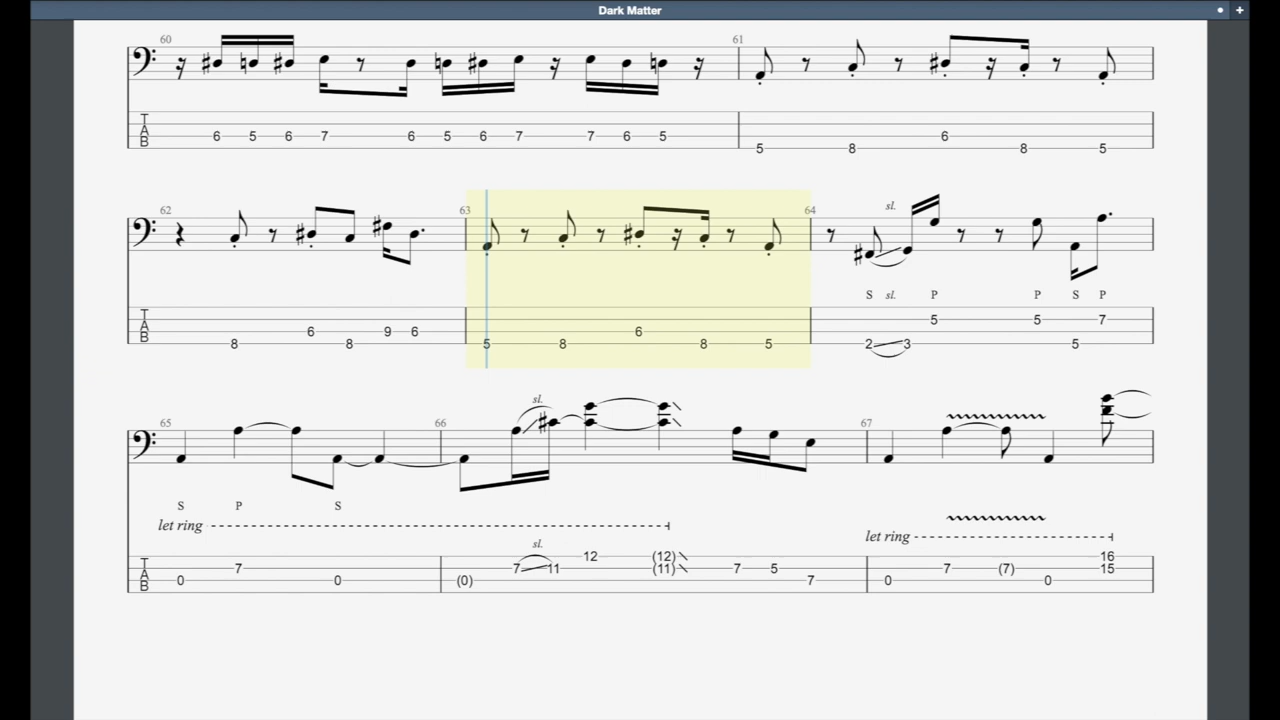 Dark Matter
60 61
6 5 6 7 6 5 6 7 7 6 5 6
T
A
B
5 8 8 5
62 63 64
sl.
S sl. P P S P
5 5 7
T
A
B
6 9 6 6
8 8 5 8 8 5 2 3 5
65 66 67
sl.
S P S
let ring
let ring
sl.
12 (12) 16
T
A
B
7 7 11 (11) 7 5 7 (7) 15
0 0 (0) 7 0 0